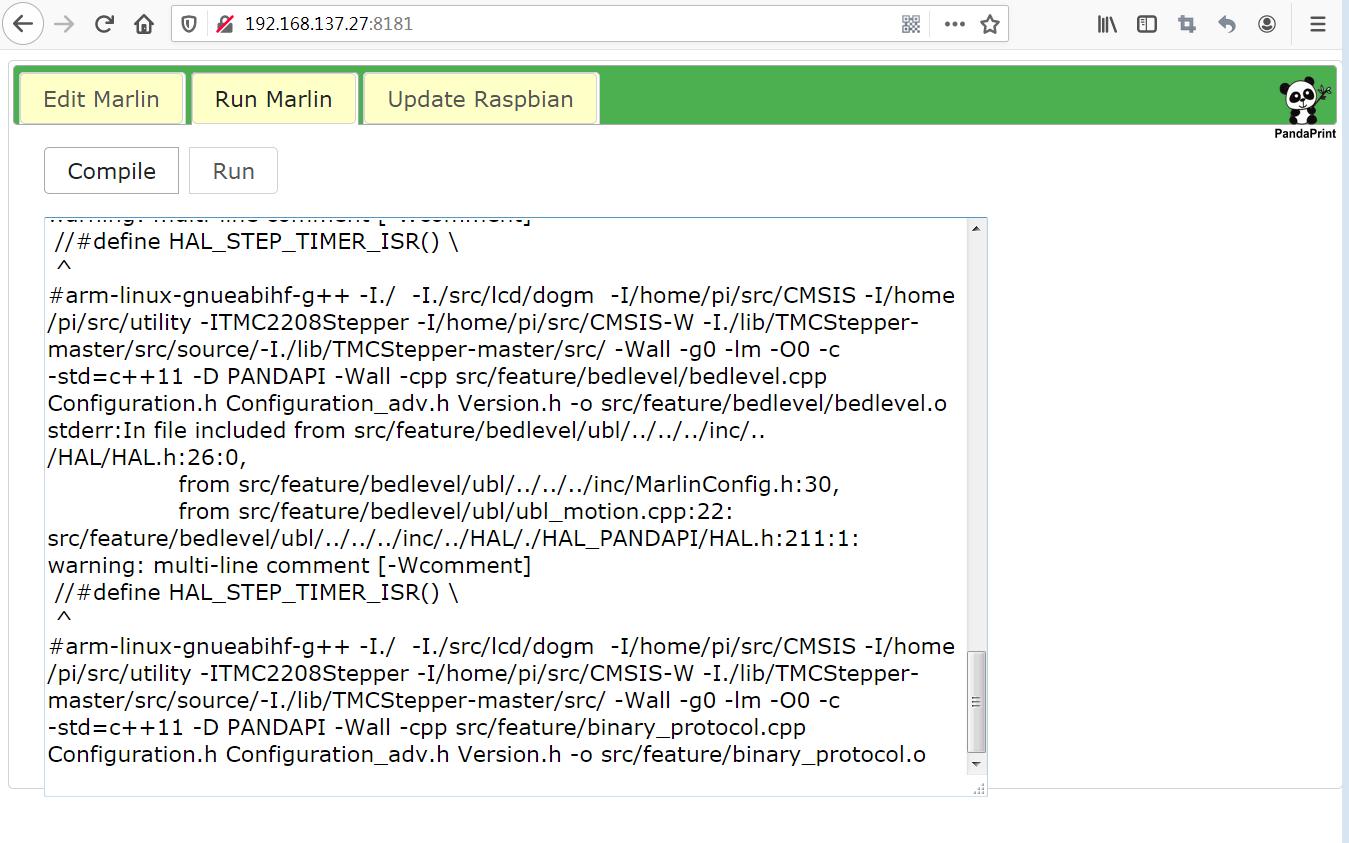 192.168.137.27:8181
Edit Marlin
Run Marlin
Update Raspbian
PandaPrint
Compile
Run
warning: multi-line comment [-Wcomment]
//#define HAL_STEP_TIMER_ISR() \
^
#arm-linux-gnueabihf-g++ -I./  -I./src/lcd/dogm  -I/home/pi/src/CMSIS -I/home
/pi/src/utility -ITMC2208Stepper -I/home/pi/src/CMSIS-W -I./lib/TMCStepper-
master/src/source/-I./lib/TMCStepper-master/src/ -Wall -g0 -lm -O0 -c
-std=c++11 -D PANDAPI -Wall -cpp src/feature/bedlevel/bedlevel.cpp
Configuration.h Configuration_adv.h Version.h -o src/feature/bedlevel/bedlevel.o
stderr:In file included from src/feature/bedlevel/ubl/../../../inc/..
/HAL/HAL.h:26:0,
from src/feature/bedlevel/ubl/../../../inc/MarlinConfig.h:30,
from src/feature/bedlevel/ubl/ubl_motion.cpp:22:
src/feature/bedlevel/ubl/../../../inc/../HAL/./HAL_PANDAPI/HAL.h:211:1:
warning: multi-line comment [-Wcomment]
//#define HAL_STEP_TIMER_ISR() \
^
#arm-linux-gnueabihf-g++ -I./  -I./src/lcd/dogm  -I/home/pi/src/CMSIS -I/home
/pi/src/utility -ITMC2208Stepper -I/home/pi/src/CMSIS-W -I./lib/TMCStepper-
master/src/source/-I./lib/TMCStepper-master/src/ -Wall -g0 -lm -O0 -c
-std=c++11 -D PANDAPI -Wall -cpp src/feature/binary_protocol.cpp
Configuration.h Configuration_adv.h Version.h -o src/feature/binary_protocol.o